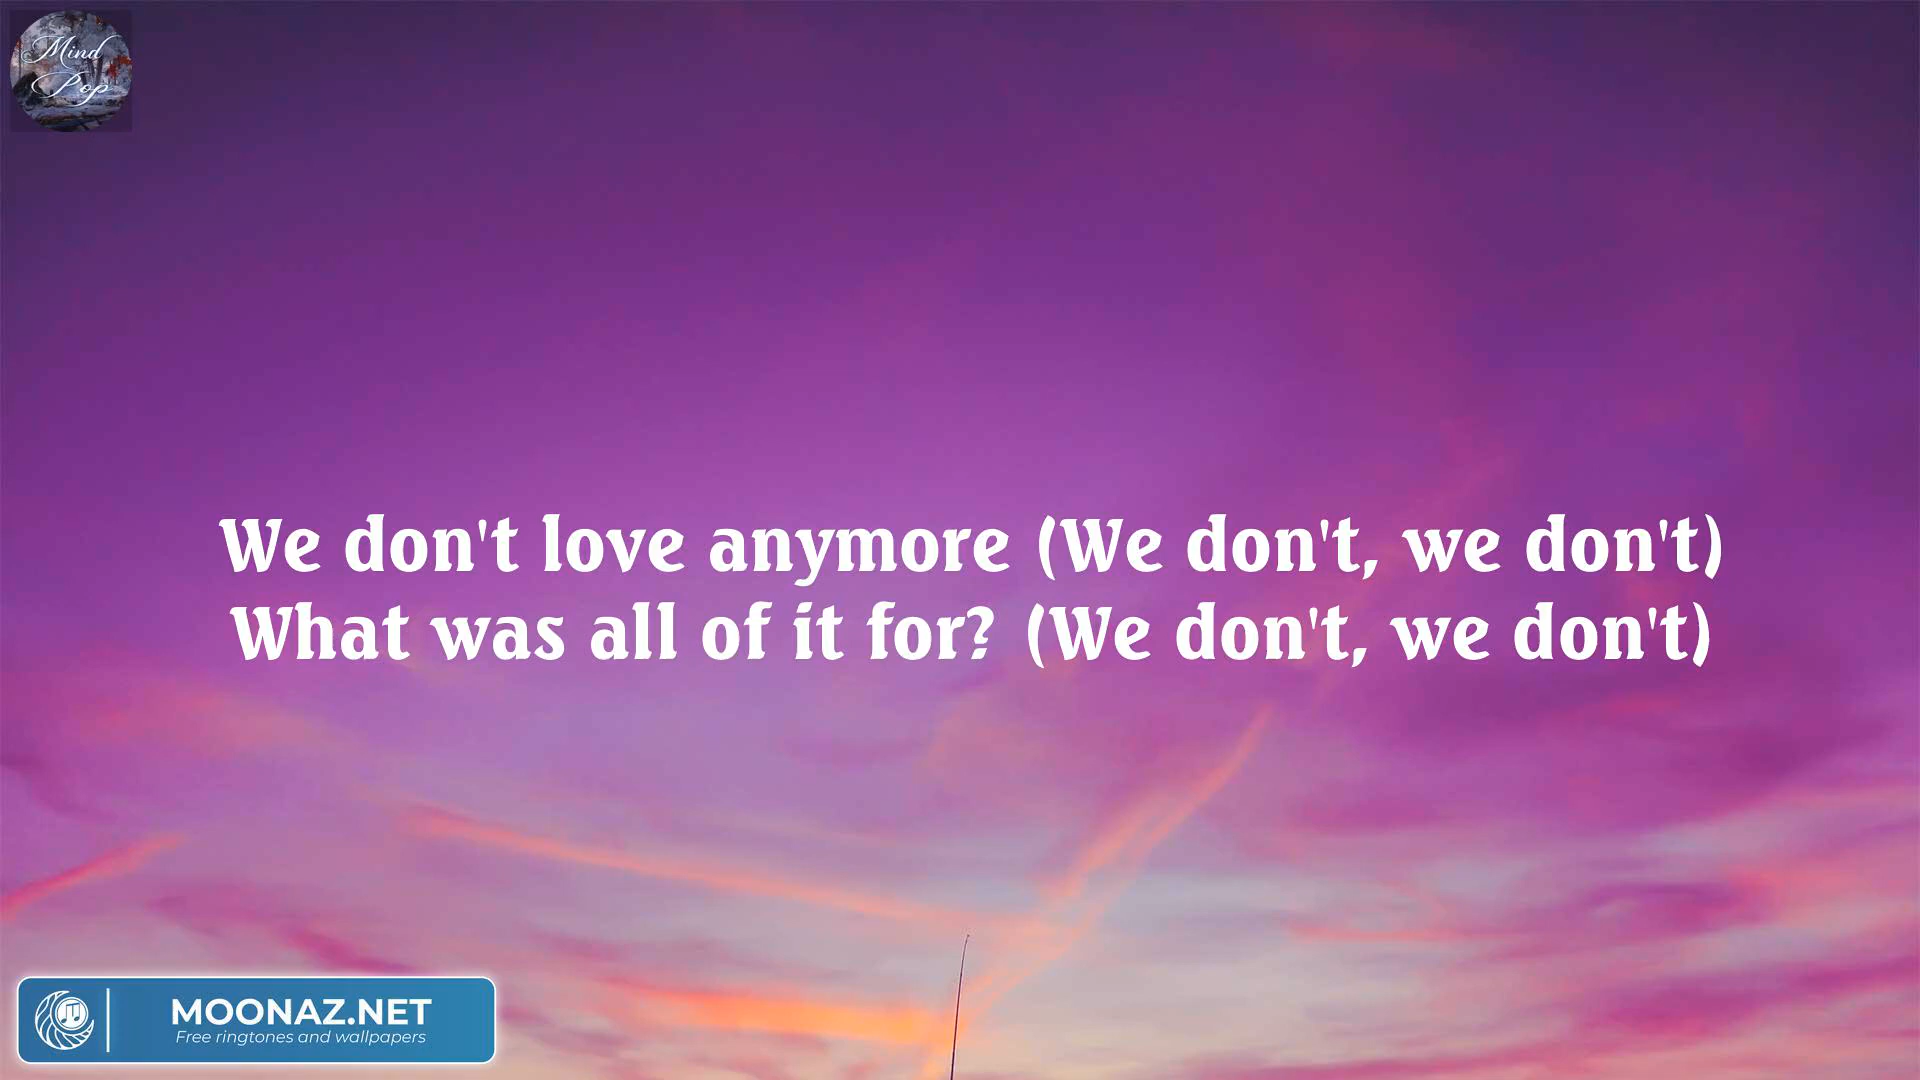 Mind
Pop
We don't love anymore (We don't, we don't)
What was all of it for? (We don't, we don't)
MOONAZ.NET
Free ringtones and wallpapers